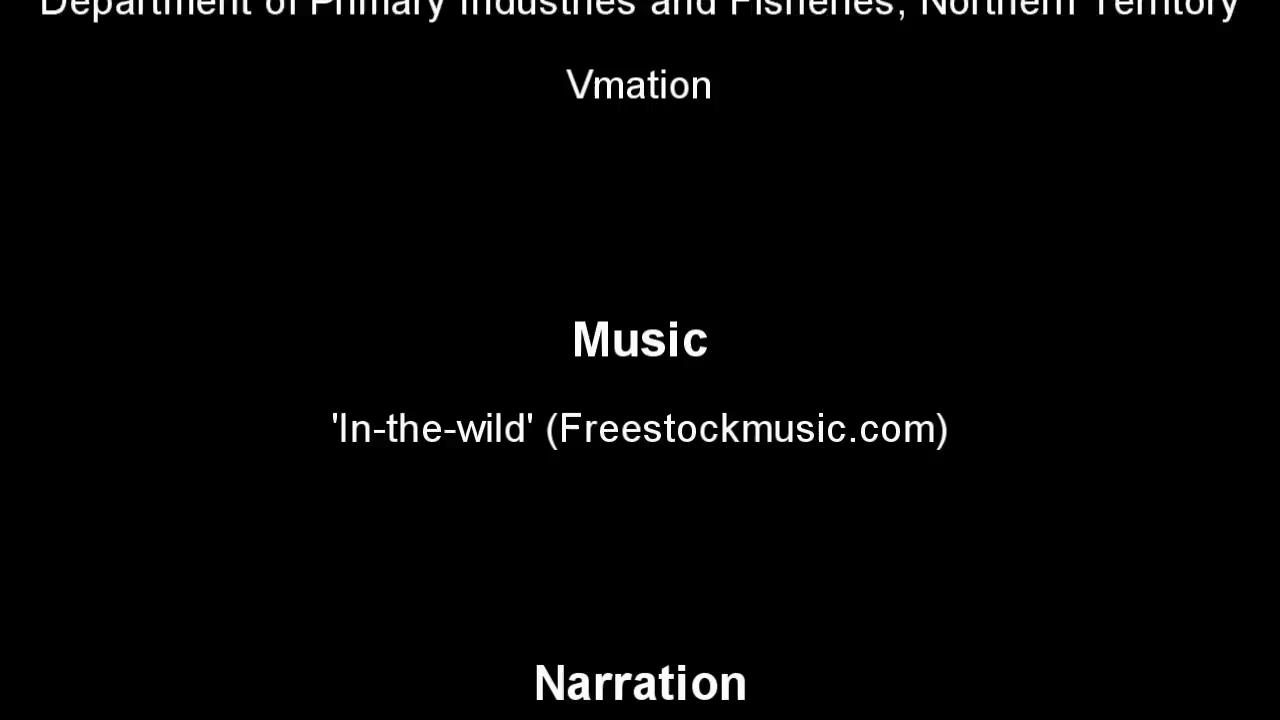 Department of Primary Industries and Fisheries, Northern Territory
Vmation
Music
'In-the-wild' (Freestockmusic.com)
Narration